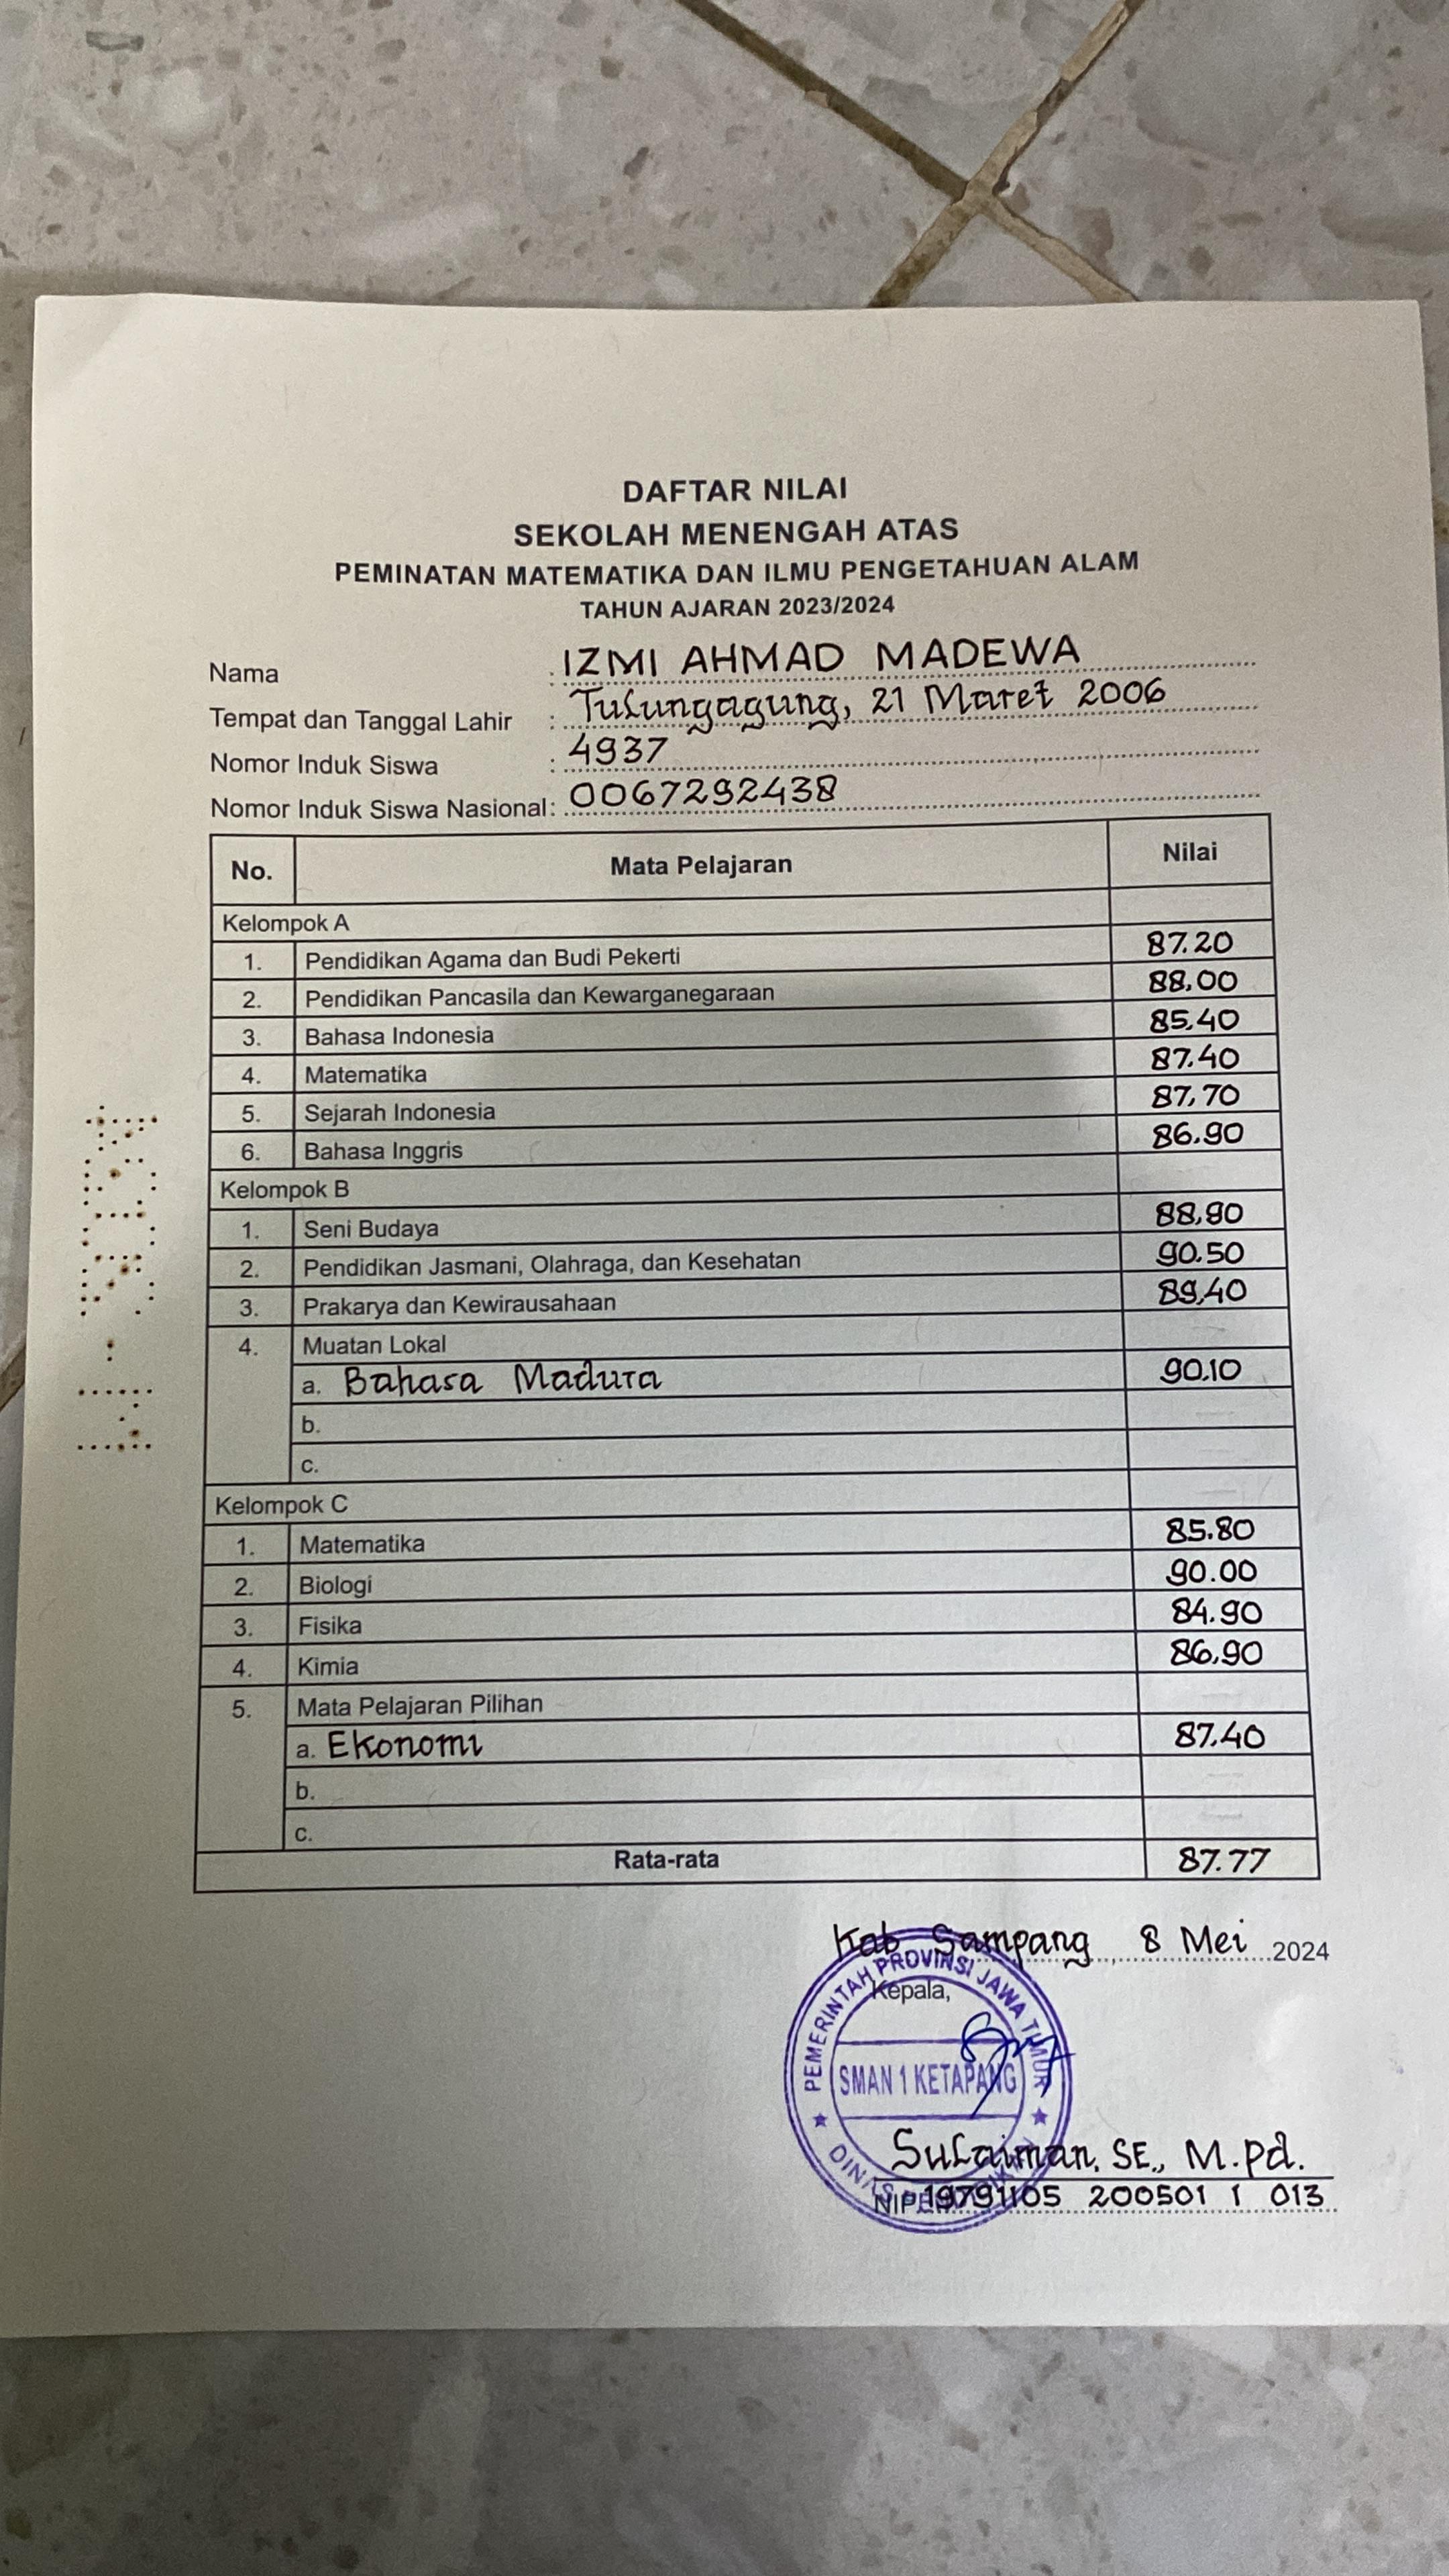 DAFTAR NILAI
SEKOLAH MENENGAH ATAS
PEMINATAN MATEMATIKA DAN ILMU PENGETAHUAN ALAM
TAHUN AJARAN 2023/2024
Nama : IZMI AHMAD MADEWA
Tempat dan Tanggal Lahir : Tulungagung, 21 Maret 2006
Nomor Induk Siswa : 4937
Nomor Induk Siswa Nasional: 0067292438
No. Mata Pelajaran Nilai
Kelompok A
1. Pendidikan Agama dan Budi Pekerti 87.20
2. Pendidikan Pancasila dan Kewarganegaraan 88,00
3. Bahasa Indonesia 85,40
4. Matematika 87.40
5. Sejarah Indonesia 87,70
6. Bahasa Inggris 86.90
Kelompok B
1. Seni Budaya 88,90
2. Pendidikan Jasmani, Olahraga, dan Kesehatan 90.50
3. Prakarya dan Kewirausahaan 89,40
4. Muatan Lokal
a. Bahasa Madura 90.10
b.
c.
Kelompok C
1. Matematika 85.80
2. Biologi 90.00
3. Fisika 84.90
4. Kimia 86,90
5. Mata Pelajaran Pilihan
a. Ekonomi 87.40
b.
c.
Rata-rata 87.77
Kab Sampang, 8 Mei 2024
Kepala,
PEMERINTAH PROVINSI JAWA TIMUR
SMAN 1 KETAPANG
DINAS PENDIDIKAN
Sulaiman, SE., M.Pd.
NIP. 19791105 200501 1 013